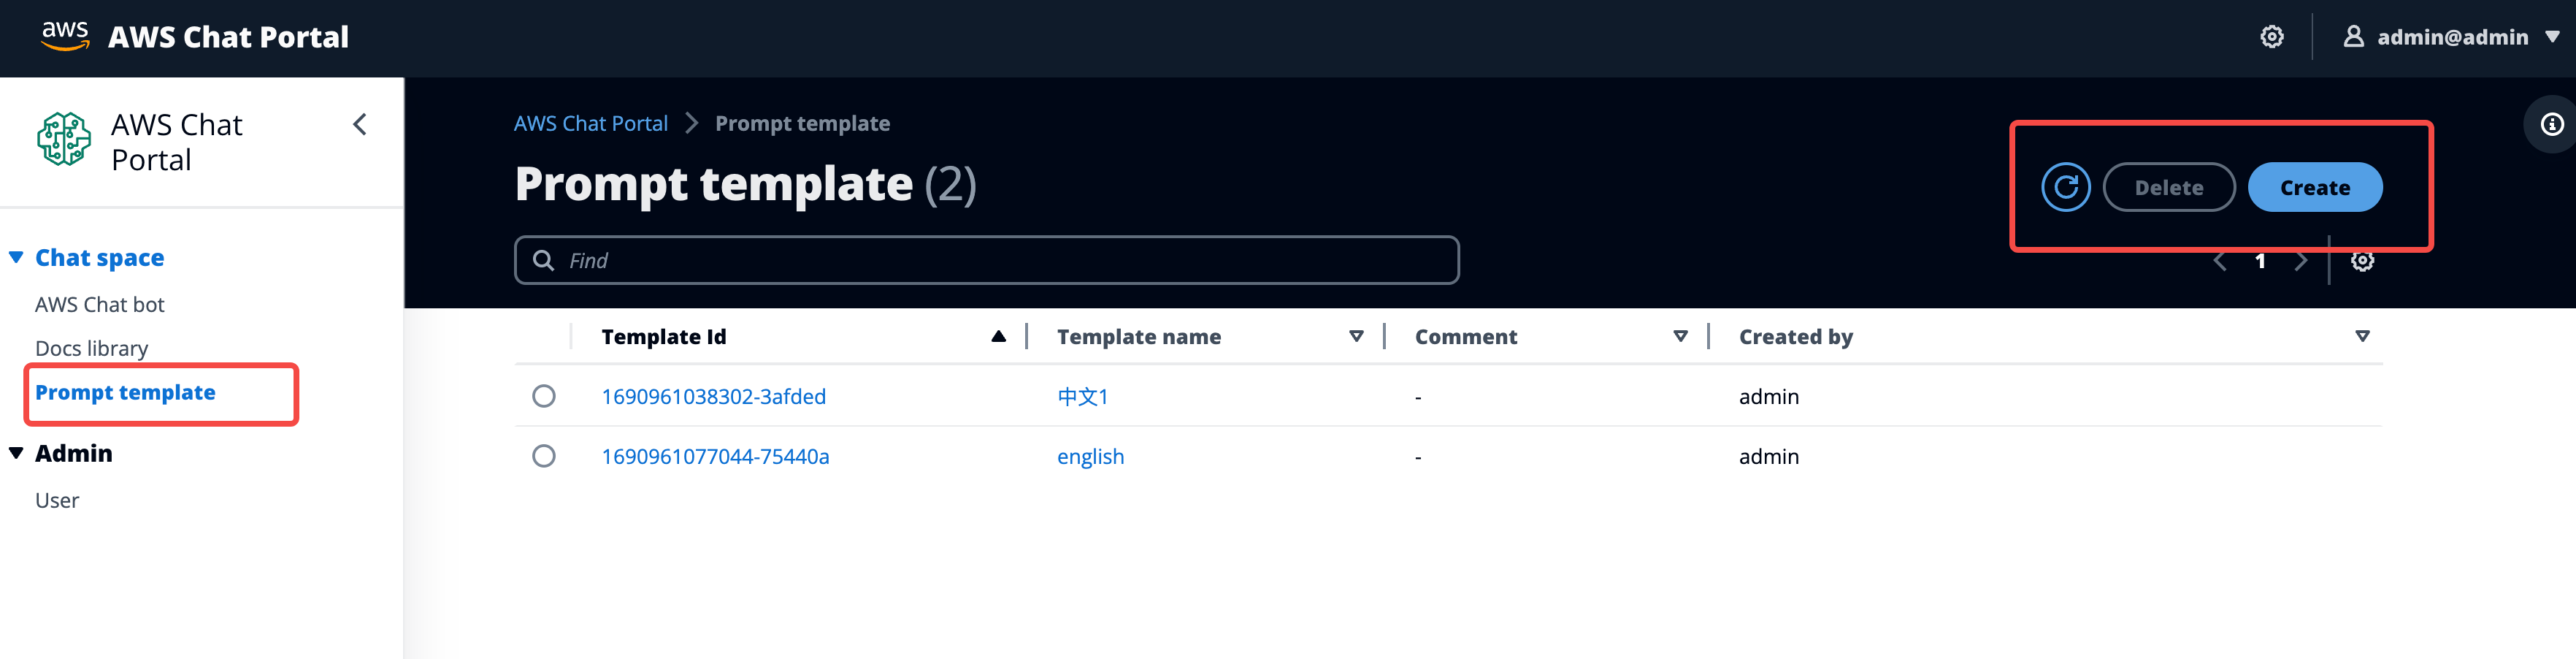 aws AWS Chat Portal admin@admin
AWS Chat
Portal
Chat space
AWS Chat bot
Docs library
Prompt template
Admin
User
AWS Chat Portal Prompt template
Prompt template (2)
Delete Create
Find
1
Template Id Template name Comment Created by
1690961038302-3afded 中文1 - admin
1690961077044-75440a english - admin